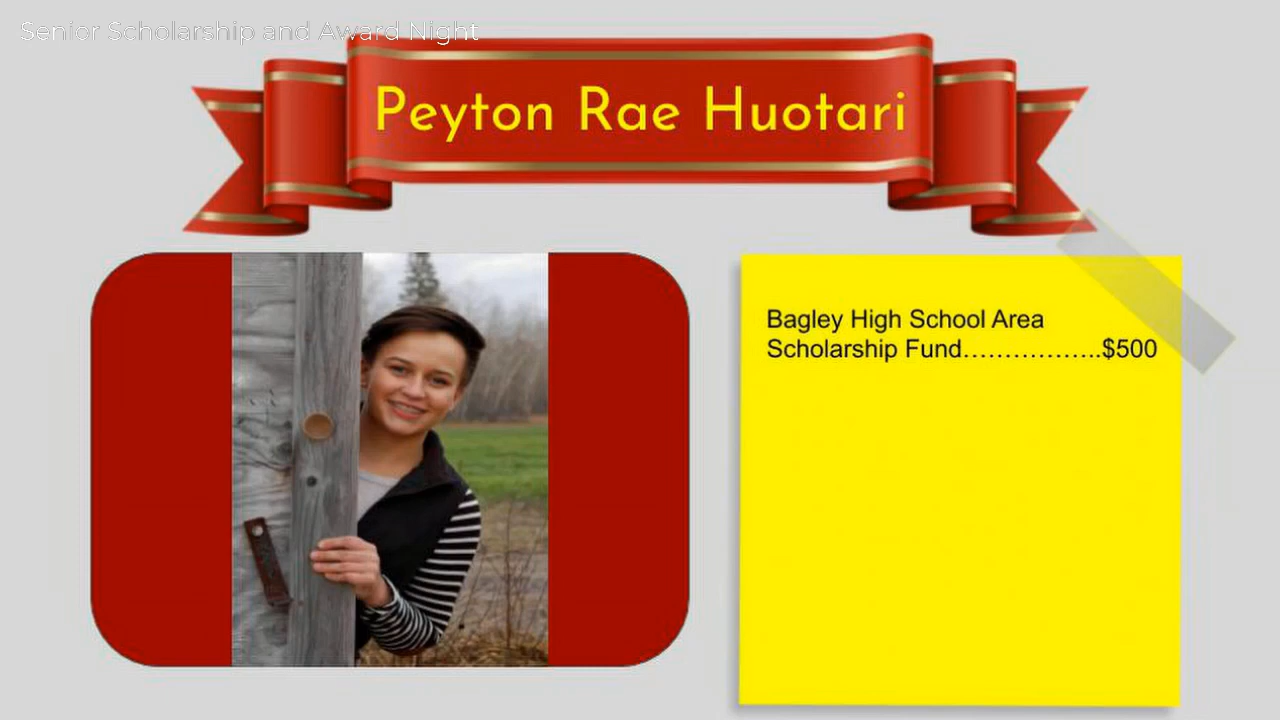 Senior Scholarship and Award Night
Peyton Rae Huotari
Bagley High School Area
Scholarship Fund……………..$500